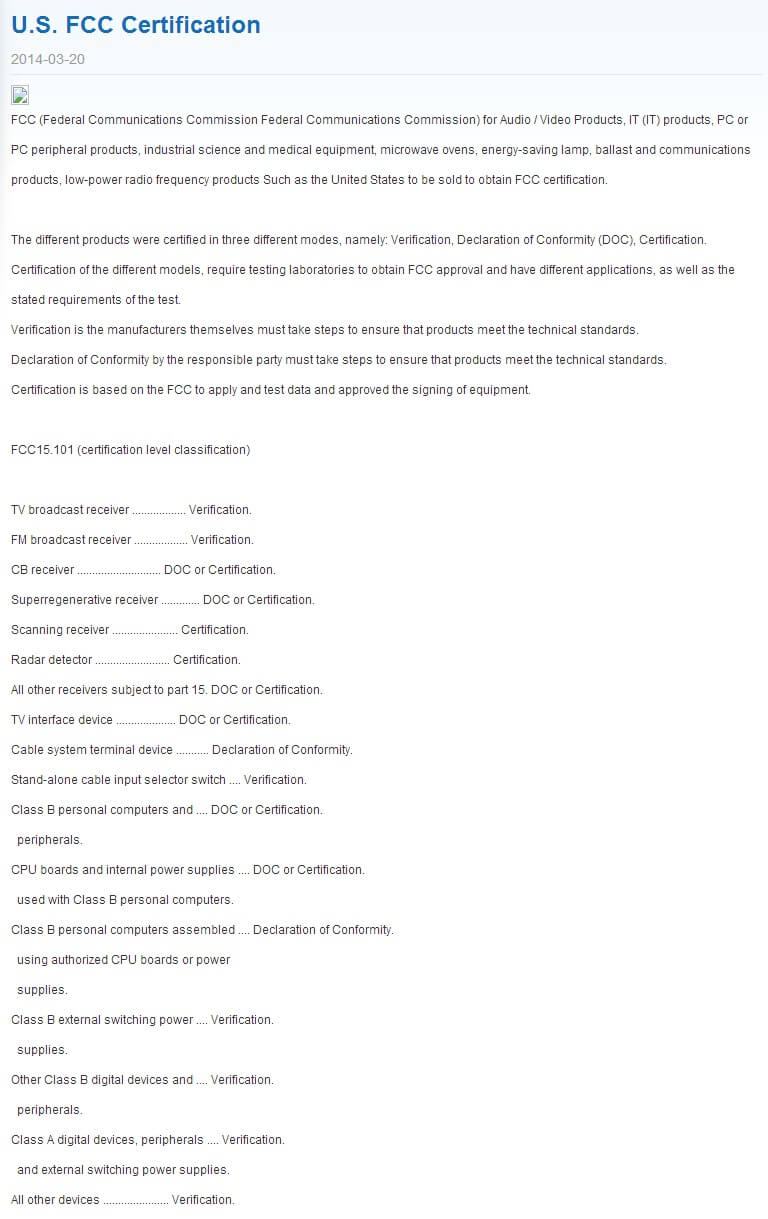 U.S. FCC Certification
2014-03-20
FCC (Federal Communications Commission Federal Communications Commission) for Audio / Video Products, IT (IT) products, PC or
PC peripheral products, industrial science and medical equipment, microwave ovens, energy-saving lamp, ballast and communications
products, low-power radio frequency products Such as the United States to be sold to obtain FCC certification.
The different products were certified in three different modes, namely: Verification, Declaration of Conformity (DOC), Certification.
Certification of the different models, require testing laboratories to obtain FCC approval and have different applications, as well as the
stated requirements of the test.
Verification is the manufacturers themselves must take steps to ensure that products meet the technical standards.
Declaration of Conformity by the responsible party must take steps to ensure that products meet the technical standards.
Certification is based on the FCC to apply and test data and approved the signing of equipment.
FCC15.101 (certification level classification)
TV broadcast receiver .................. Verification.
FM broadcast receiver .................. Verification.
CB receiver ............................ DOC or Certification.
Superregenerative receiver ............. DOC or Certification.
Scanning receiver ...................... Certification.
Radar detector ......................... Certification.
All other receivers subject to part 15. DOC or Certification.
TV interface device .................... DOC or Certification.
Cable system terminal device ........... Declaration of Conformity.
Stand-alone cable input selector switch .... Verification.
Class B personal computers and .... DOC or Certification.
peripherals.
CPU boards and internal power supplies .... DOC or Certification.
used with Class B personal computers.
Class B personal computers assembled .... Declaration of Conformity.
using authorized CPU boards or power
supplies.
Class B external switching power .... Verification.
supplies.
Other Class B digital devices and .... Verification.
peripherals.
Class A digital devices, peripherals .... Verification.
and external switching power supplies.
All other devices ...................... Verification.